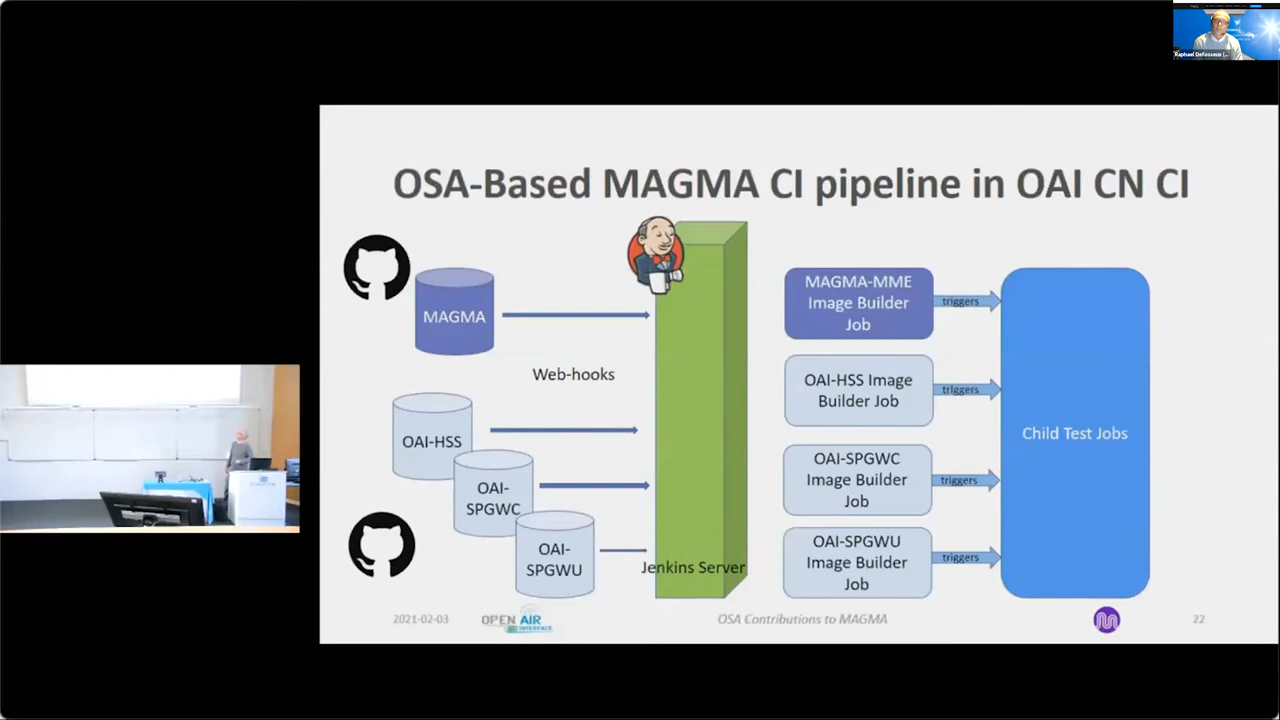 Raphael Defosseux (...
OSA-Based MAGMA CI pipeline in OAI CN CI
MAGMA
Web-hooks
OAI-HSS
OAI-
SPGWC
OAI-
SPGWU
Jenkins Server
MAGMA-MME
Image Builder
Job
triggers
OAI-HSS Image
Builder Job
triggers
OAI-SPGWC
Image Builder
Job
triggers
OAI-SPGWU
Image Builder
Job
triggers
Child Test Jobs
2021-02-03
OPEN AIR
INTERFACE
OSA Contributions to MAGMA
22